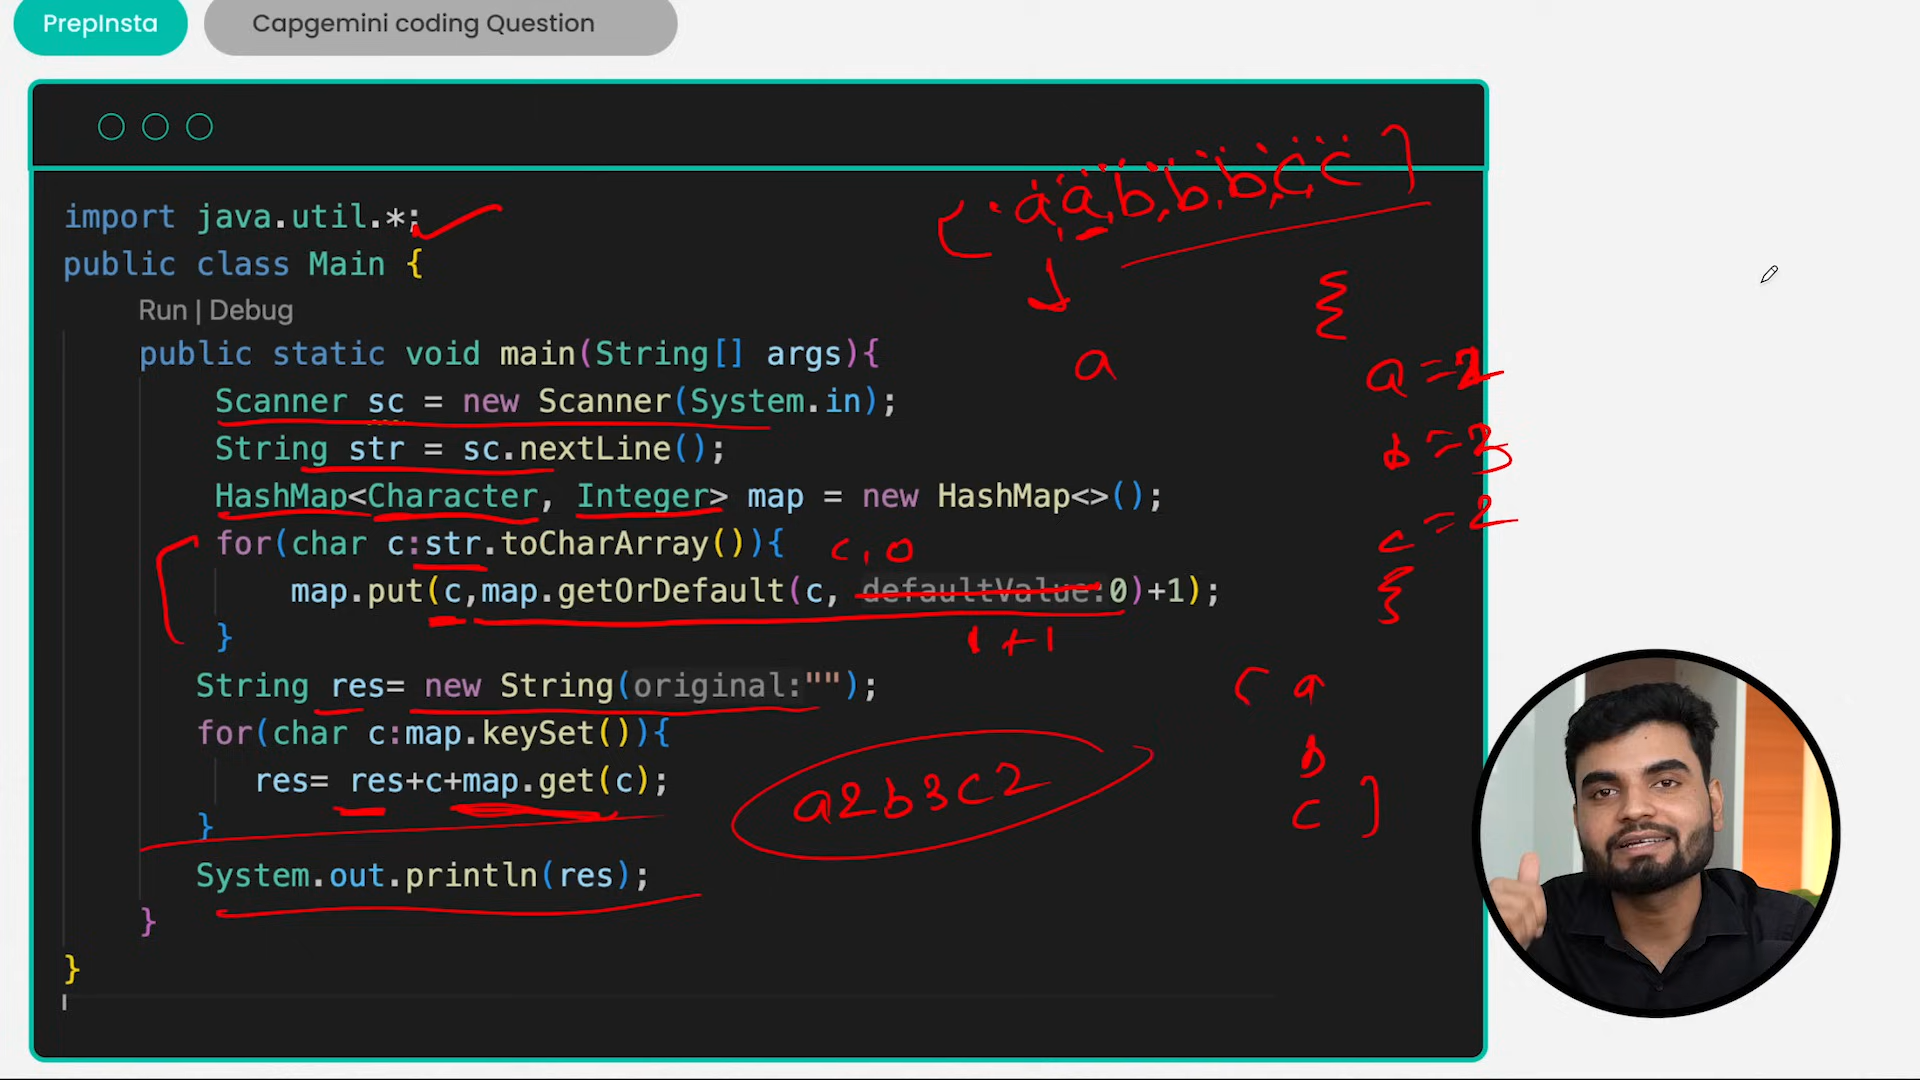 PrepInsta
Capgemini coding Question
[ a, a, b, b, b, c, c ]
import java.util.*;
public class Main {
Run | Debug
public static void main(String[] args){
a
{
a = 2
Scanner sc = new Scanner(System.in);
String str = sc.nextLine();
b = 3
HashMap<Character, Integer> map = new HashMap<>();
c = 2
for(char c:str.toCharArray()){
c, 0
map.put(c,map.getOrDefault(c, defaultValue:0)+1);
}
}
1 + 1
String res= new String(original:"");
[ a
for(char c:map.keySet()){
b
res= res+c+map.get(c);
a2b3c2
c ]
}
System.out.println(res);
}
}